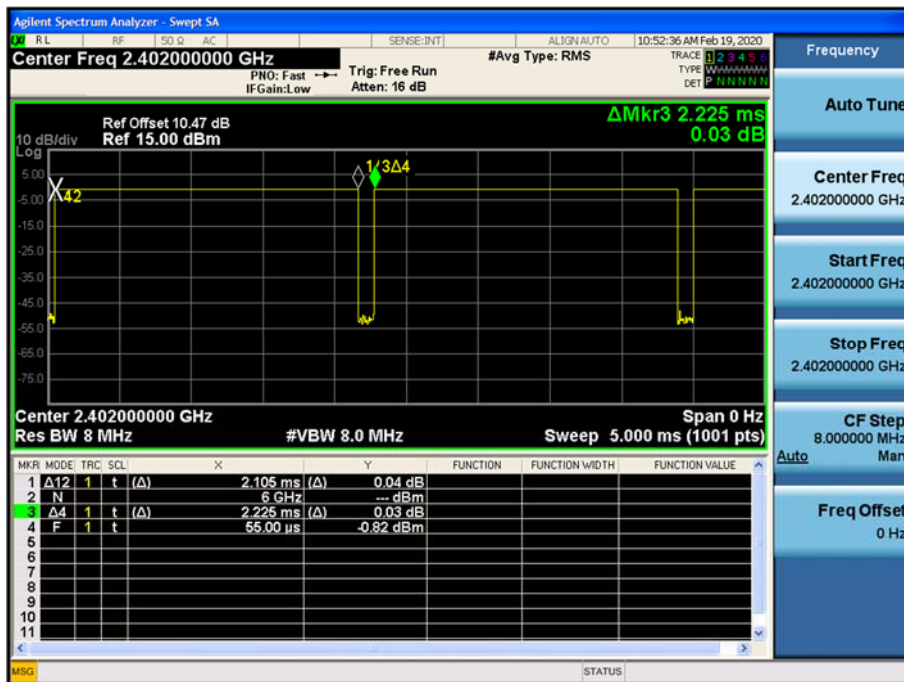 Agilent Spectrum Analyzer - Swept SA
LXI RL RF 50 Ω AC SENSE:INT ALIGN AUTO 10:52:36 AM Feb 19, 2020
Center Freq 2.402000000 GHz #Avg Type: RMS TRACE 1 2 3 4 5 6
PNO: Fast Trig: Free Run TYPE WWWWWW
IFGain:Low Atten: 16 dB DET P N N N N N
Ref Offset 10.47 dB ΔMkr3 2.225 ms
10 dB/div Ref 15.00 dBm 0.03 dB
Log
1/3Δ4
5.00
42
-5.00
-15.0
-25.0
-35.0
-45.0
-55.0
-65.0
-75.0
Center 2.402000000 GHz Span 0 Hz
Res BW 8 MHz #VBW 8.0 MHz Sweep 5.000 ms (1001 pts)
MKR MODE TRC SCL X Y FUNCTION FUNCTION WIDTH FUNCTION VALUE
1 Δ12 1 t (Δ) 2.105 ms (Δ) 0.04 dB
2 N 6 GHz --- dBm
3 Δ4 1 t (Δ) 2.225 ms (Δ) 0.03 dB
4 F 1 t 55.00 µs -0.82 dBm
5
6
7
8
9
10
11
MSG STATUS
Frequency
Auto Tune
Center Freq
2.402000000 GHz
Start Freq
2.402000000 GHz
Stop Freq
2.402000000 GHz
CF Step
8.000000 MHz
Auto Man
Freq Offset
0 Hz